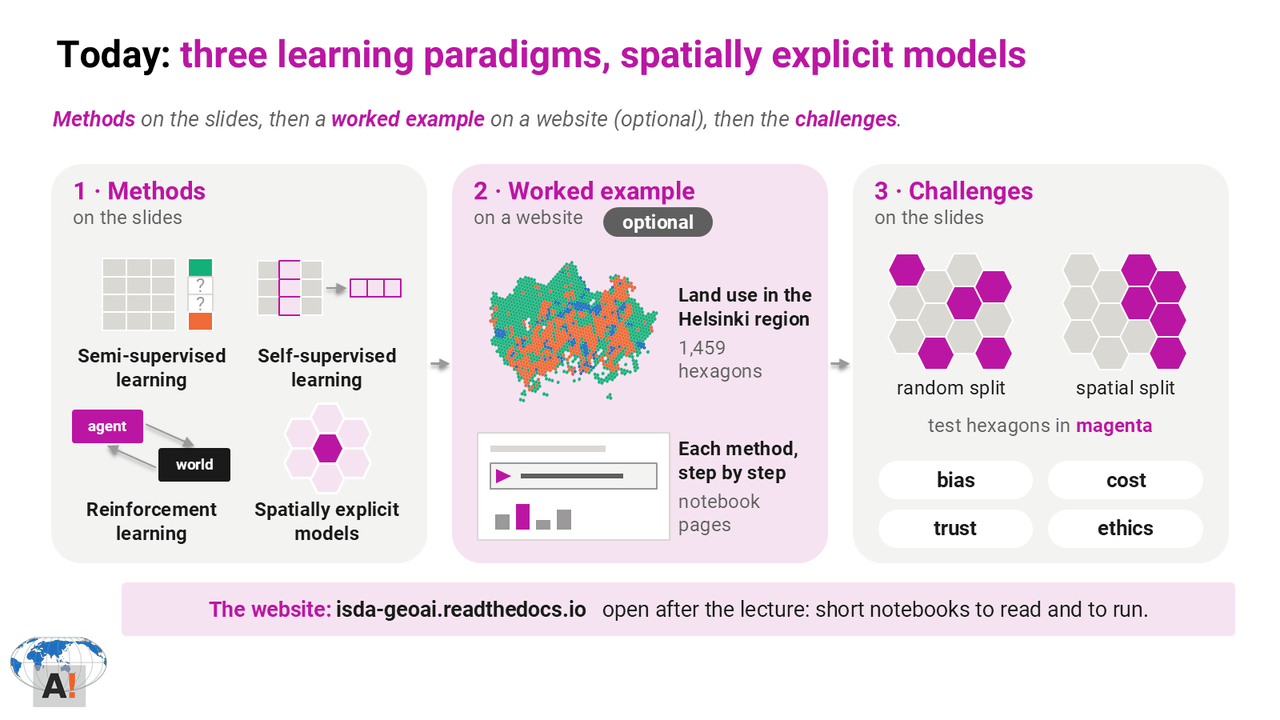 Today: three learning paradigms, spatially explicit models
Methods on the slides, then a worked example on a website (optional), then the challenges.
1 · Methods
on the slides
?
?
Semi-supervised
learning
Self-supervised
learning
agent
world
Reinforcement
learning
Spatially explicit
models
2 · Worked example
on a website
optional
Land use in the
Helsinki region
1,459
hexagons
Each method,
step by step
notebook
pages
3 · Challenges
on the slides
random split
spatial split
test hexagons in magenta
bias
cost
trust
ethics
The website: isda-geoai.readthedocs.io open after the lecture: short notebooks to read and to run.
A!